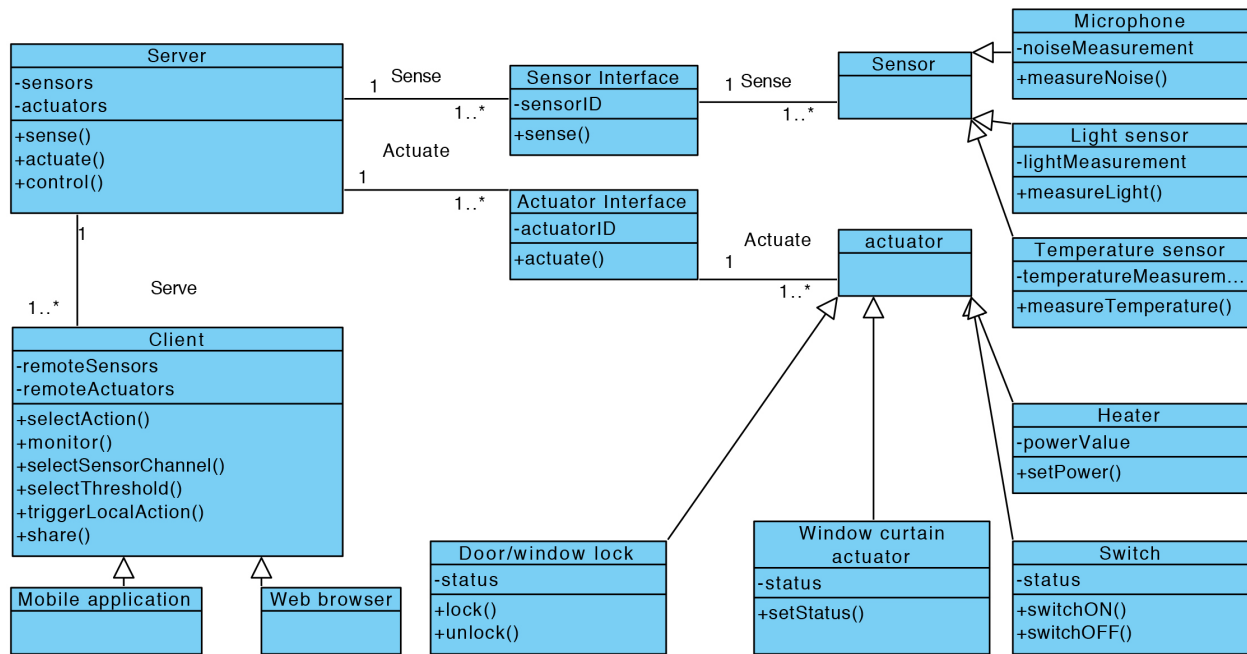 Server
-sensors
-actuators
+sense()
+actuate()
+control()
1
Sense
1..*
Sensor Interface
-sensorID
+sense()
1
Sense
1..*
Sensor
Microphone
-noiseMeasurement
+measureNoise()
Light sensor
-lightMeasurement
+measureLight()
Temperature sensor
-temperatureMeasurem...
+measureTemperature()
Actuate
1
1..*
Actuator Interface
-actuatorID
+actuate()
Actuate
1
1..*
actuator
1
Serve
1..*
Client
-remoteSensors
-remoteActuators
+selectAction()
+monitor()
+selectSensorChannel()
+selectThreshold()
+triggerLocalAction()
+share()
Mobile application
Web browser
Door/window lock
-status
+lock()
+unlock()
Window curtain
actuator
-status
+setStatus()
Heater
-powerValue
+setPower()
Switch
-status
+switchON()
+switchOFF()